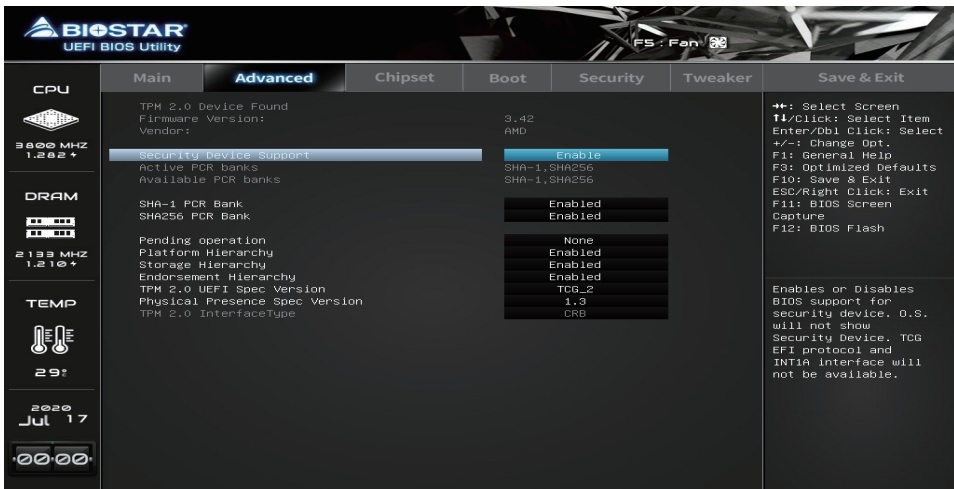 BIOSTAR
UEFI BIOS Utility
F5 : Fan
Main Advanced Chipset Boot Security Tweaker Save & Exit
CPU
3800 MHZ
1.282
DRAM
2133 MHZ
1.210
TEMP
29
2020
Jul 17
00:00
TPM 2.0 Device Found
Firmware Version: 3.42
Vendor: AMD
Security Device Support Enable
Active PCR banks SHA-1,SHA256
Available PCR banks SHA-1,SHA256
SHA-1 PCR Bank Enabled
SHA256 PCR Bank Enabled
Pending operation None
Platform Hierarchy Enabled
Storage Hierarchy Enabled
Endorsement Hierarchy Enabled
TPM 2.0 UEFI Spec Version TCG_2
Physical Presence Spec Version 1.3
TPM 2.0 InterfaceType CRB
→←: Select Screen
↑↓/Click: Select Item
Enter/Dbl Click: Select
+/-: Change Opt.
F1: General Help
F3: Optimized Defaults
F10: Save & Exit
ESC/Right Click: Exit
F11: BIOS Screen
Capture
F12: BIOS Flash
Enables or Disables
BIOS support for
security device. O.S.
will not show
Security Device. TCG
EFI protocol and
INT1A interface will
not be available.